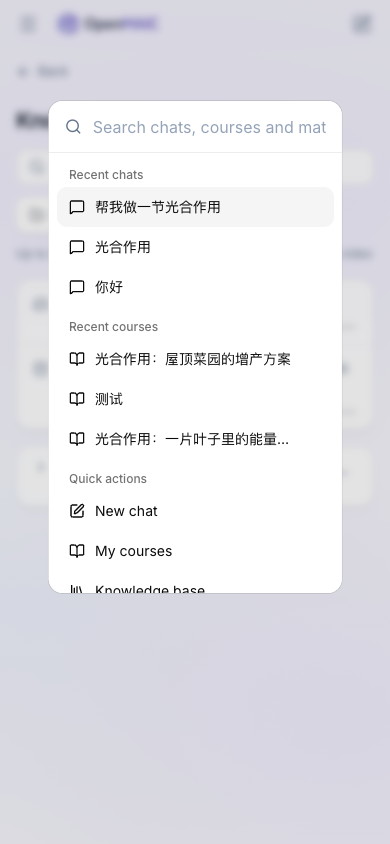 Back
Search chats, courses and mat
Recent chats
帮我做一节光合作用
光合作用
你好
Recent courses
光合作用：屋顶菜园的增产方案
测试
光合作用：一片叶子里的能量...
Quick actions
New chat
My courses
Knowledge base